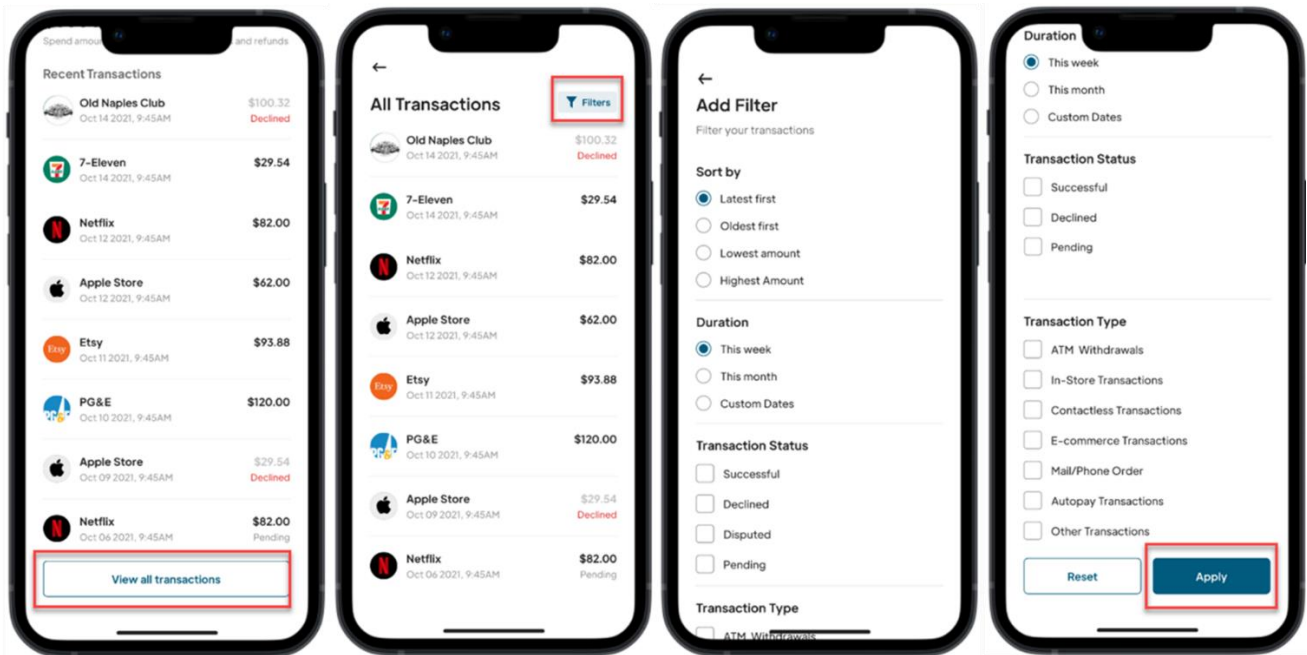 Spend amou and refunds
Recent Transactions
Old Naples Club $100.32
Oct 14 2021, 9:45AM Declined
7-Eleven $29.54
Oct 14 2021, 9:45AM
Netflix $82.00
Oct 12 2021, 9:45AM
Apple Store $62.00
Oct 12 2021, 9:45AM
Etsy Etsy $93.88
Oct 11 2021, 9:45AM
PG&E PG&E $120.00
Oct 10 2021, 9:45AM
Apple Store $29.54
Oct 09 2021, 9:45AM Declined
Netflix $82.00
Oct 06 2021, 9:45AM Pending
View all transactions
All Transactions Filters
Old Naples Club $100.32
Oct 14 2021, 9:45AM Declined
7-Eleven $29.54
Oct 14 2021, 9:45AM
Netflix $82.00
Oct 12 2021, 9:45AM
Apple Store $62.00
Oct 12 2021, 9:45AM
Etsy Etsy $93.88
Oct 11 2021, 9:45AM
PG&E PG&E $120.00
Oct 10 2021, 9:45AM
Apple Store $29.54
Oct 09 2021, 9:45AM Declined
Netflix $82.00
Oct 06 2021, 9:45AM Pending
Add Filter
Filter your transactions
Sort by
Latest first
Oldest first
Lowest amount
Highest Amount
Duration
This week
This month
Custom Dates
Transaction Status
Successful
Declined
Disputed
Pending
Transaction Type
ATM Withdrawals
Duration
This week
This month
Custom Dates
Transaction Status
Successful
Declined
Pending
Transaction Type
ATM Withdrawals
In-Store Transactions
Contactless Transactions
E-commerce Transactions
Mail/Phone Order
Autopay Transactions
Other Transactions
Reset Apply